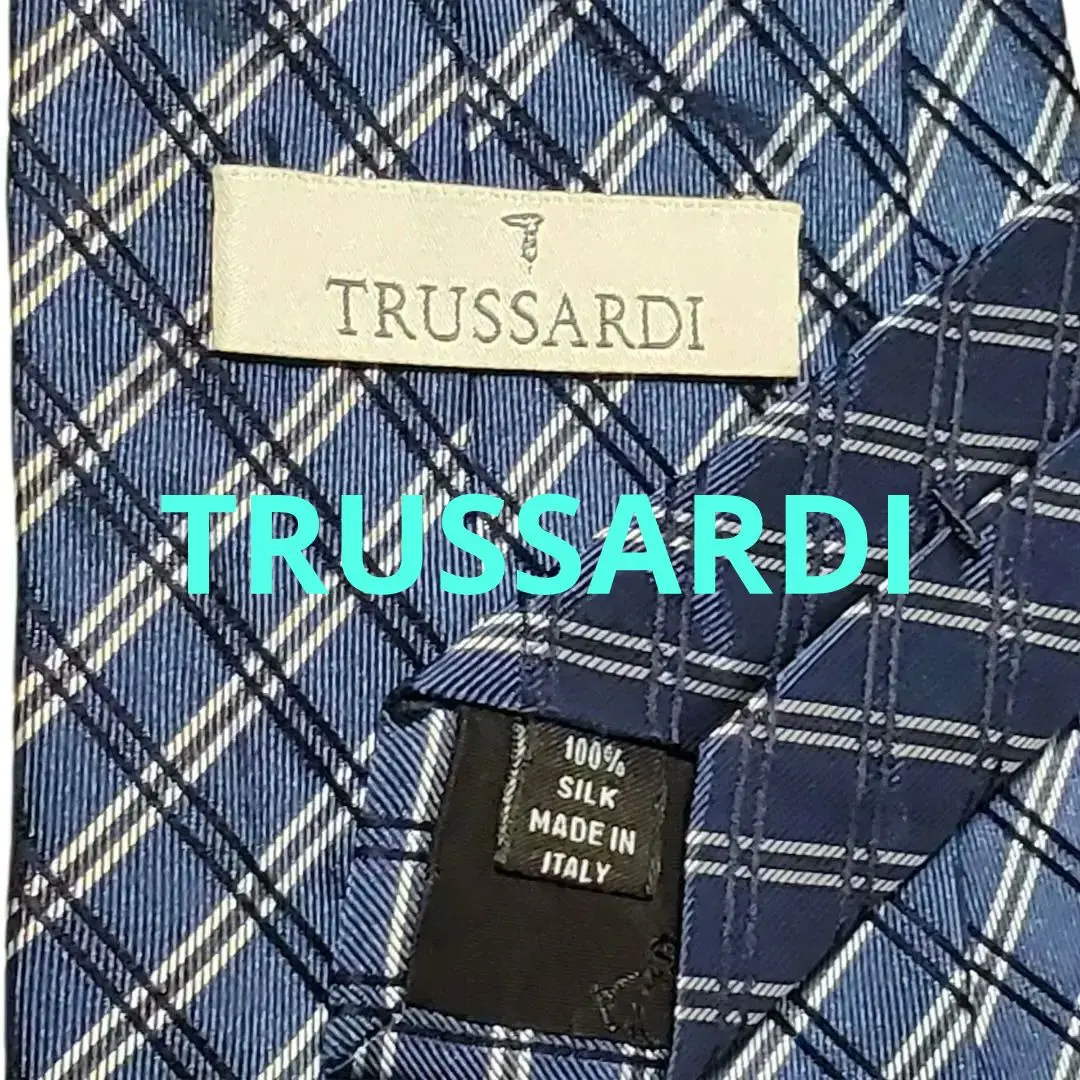 TRUSSARDI
TRUSSARDI
100%
SILK
MADE IN
ITALY